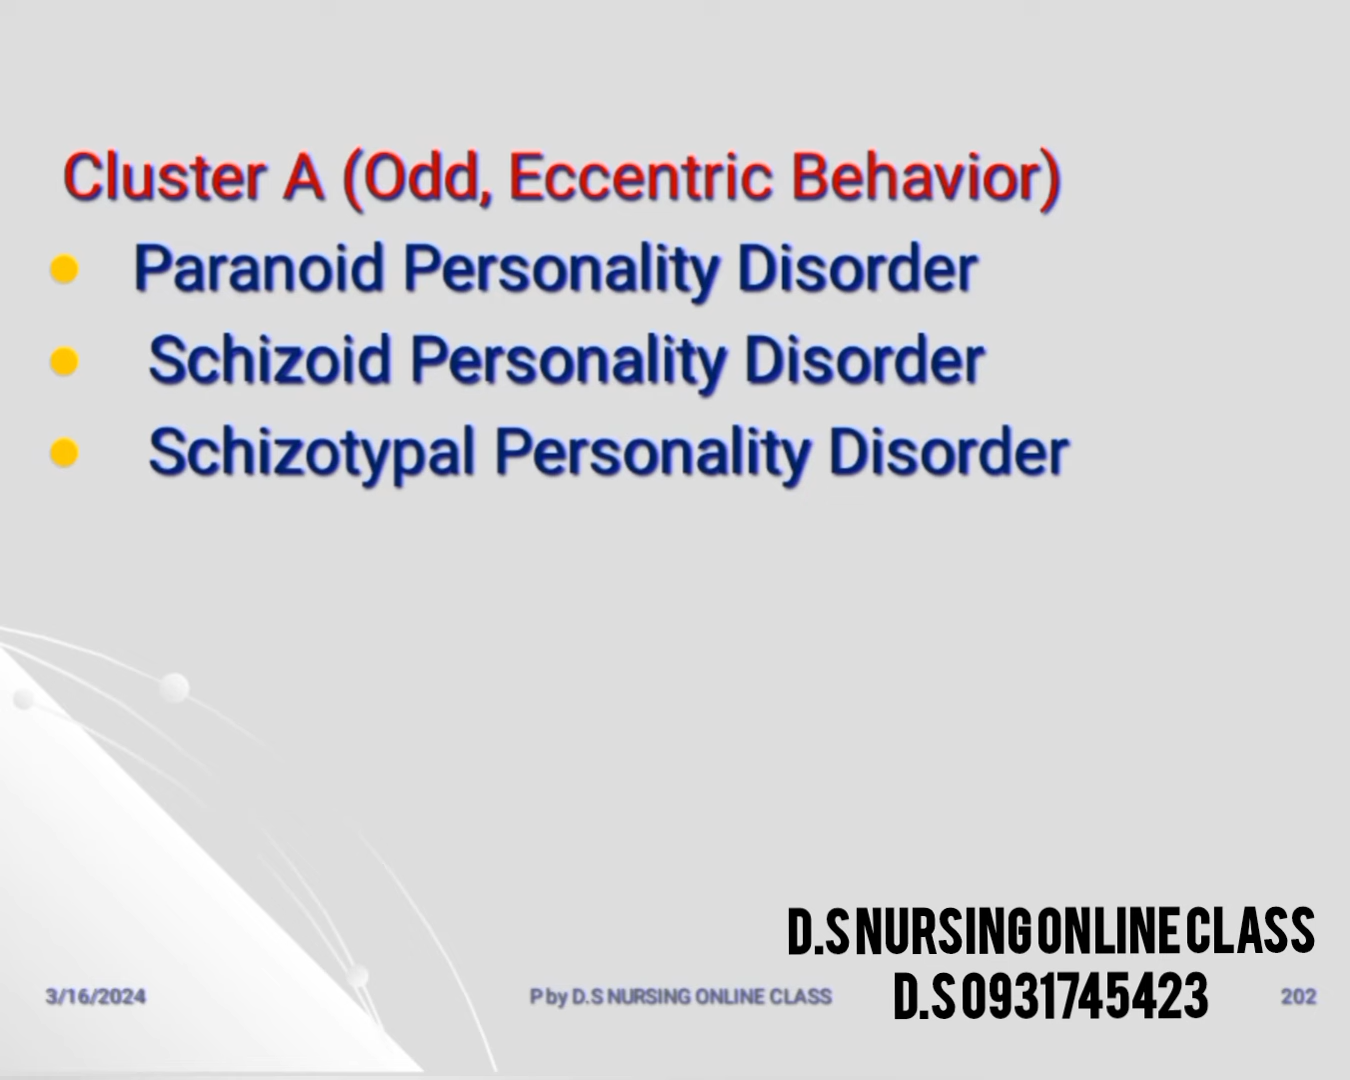 Cluster A (Odd, Eccentric Behavior)
Paranoid Personality Disorder
Schizoid Personality Disorder
Schizotypal Personality Disorder
D.S NURSING ONLINE CLASS
D.S 0931745423
3/16/2024
P by D.S NURSING ONLINE CLASS
202